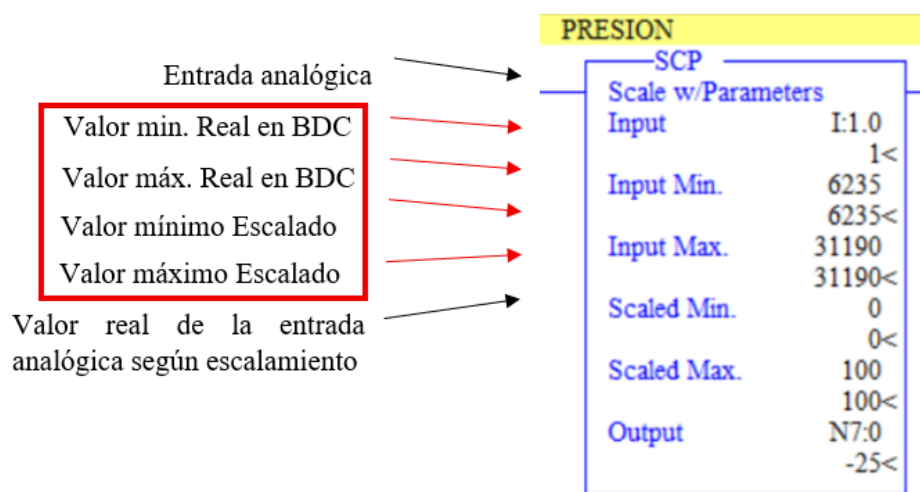 Entrada analógica
Valor min. Real en BDC
Valor máx. Real en BDC
Valor mínimo Escalado
Valor máximo Escalado
Valor real de la entrada
analógica según escalamiento
PRESION
SCP
Scale w/Parameters
Input I:1.0
1<
Input Min. 6235
6235<
Input Max. 31190
31190<
Scaled Min. 0
0<
Scaled Max. 100
100<
Output N7:0
-25<